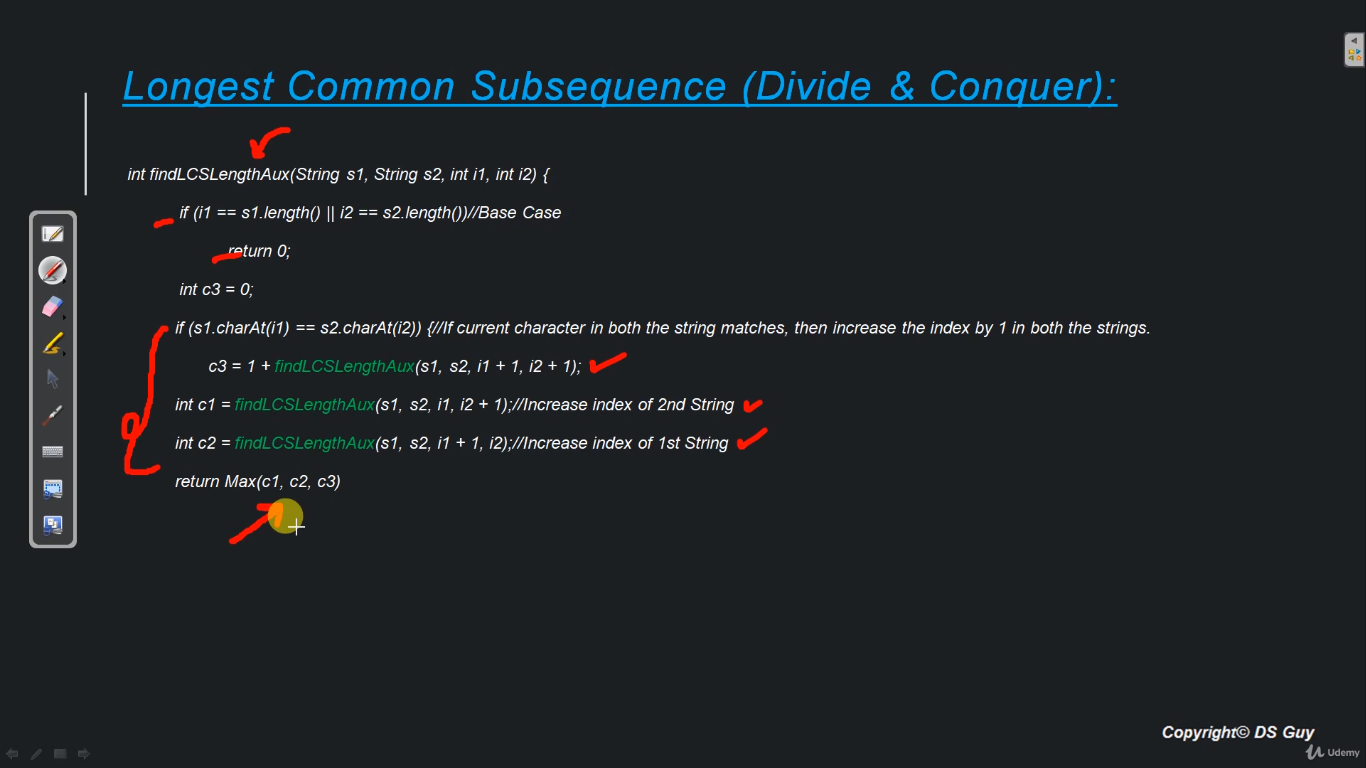 Longest Common Subsequence (Divide & Conquer):
int findLCSLengthAux(String s1, String s2, int i1, int i2) {
if (i1 == s1.length() || i2 == s2.length())//Base Case
return 0;
int c3 = 0;
if (s1.charAt(i1) == s2.charAt(i2)) {//If current character in both the string matches, then increase the index by 1 in both the strings.
c3 = 1 + findLCSLengthAux(s1, s2, i1 + 1, i2 + 1);
int c1 = findLCSLengthAux(s1, s2, i1, i2 + 1);//Increase index of 2nd String
int c2 = findLCSLengthAux(s1, s2, i1 + 1, i2);//Increase index of 1st String
return Max(c1, c2, c3)
Copyright© DS Guy
Udemy